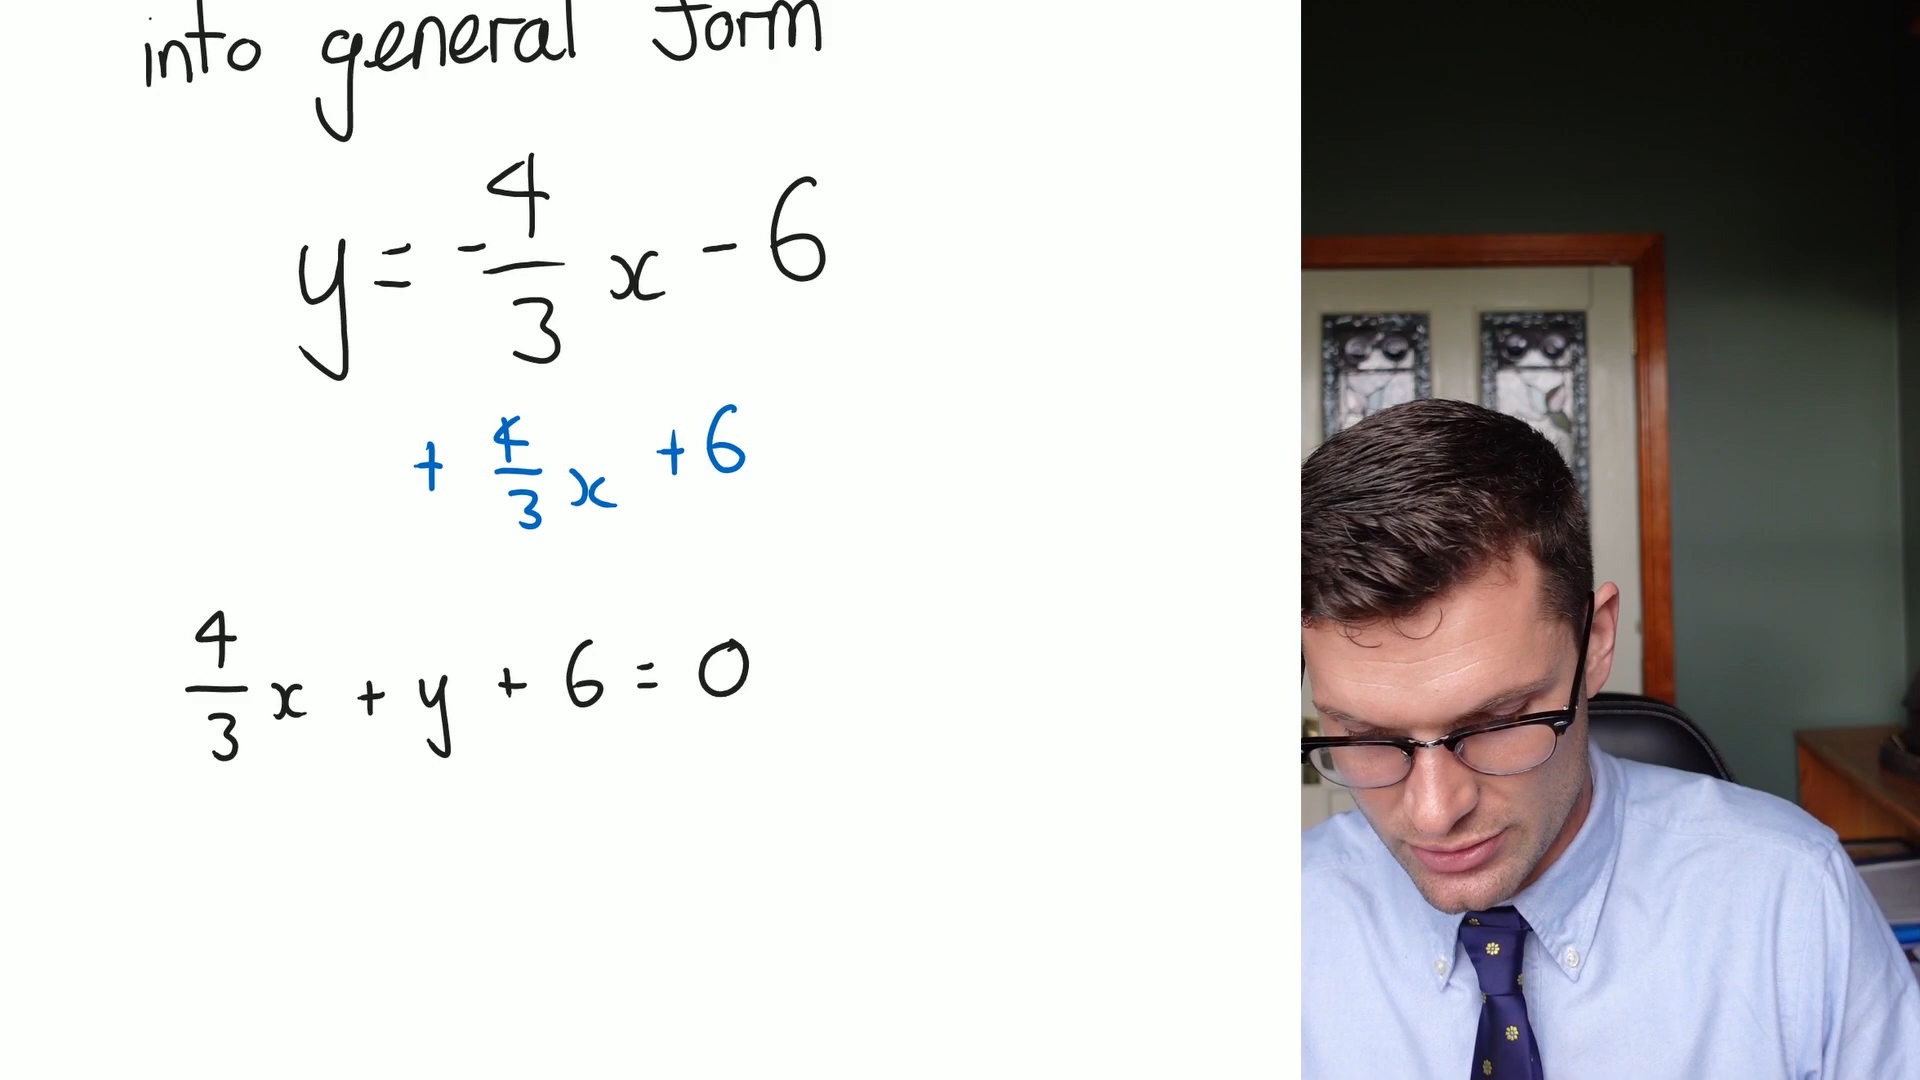 into general form
y = -4/3 x - 6
+ 4/3 x + 6
4/3 x + y + 6 = 0